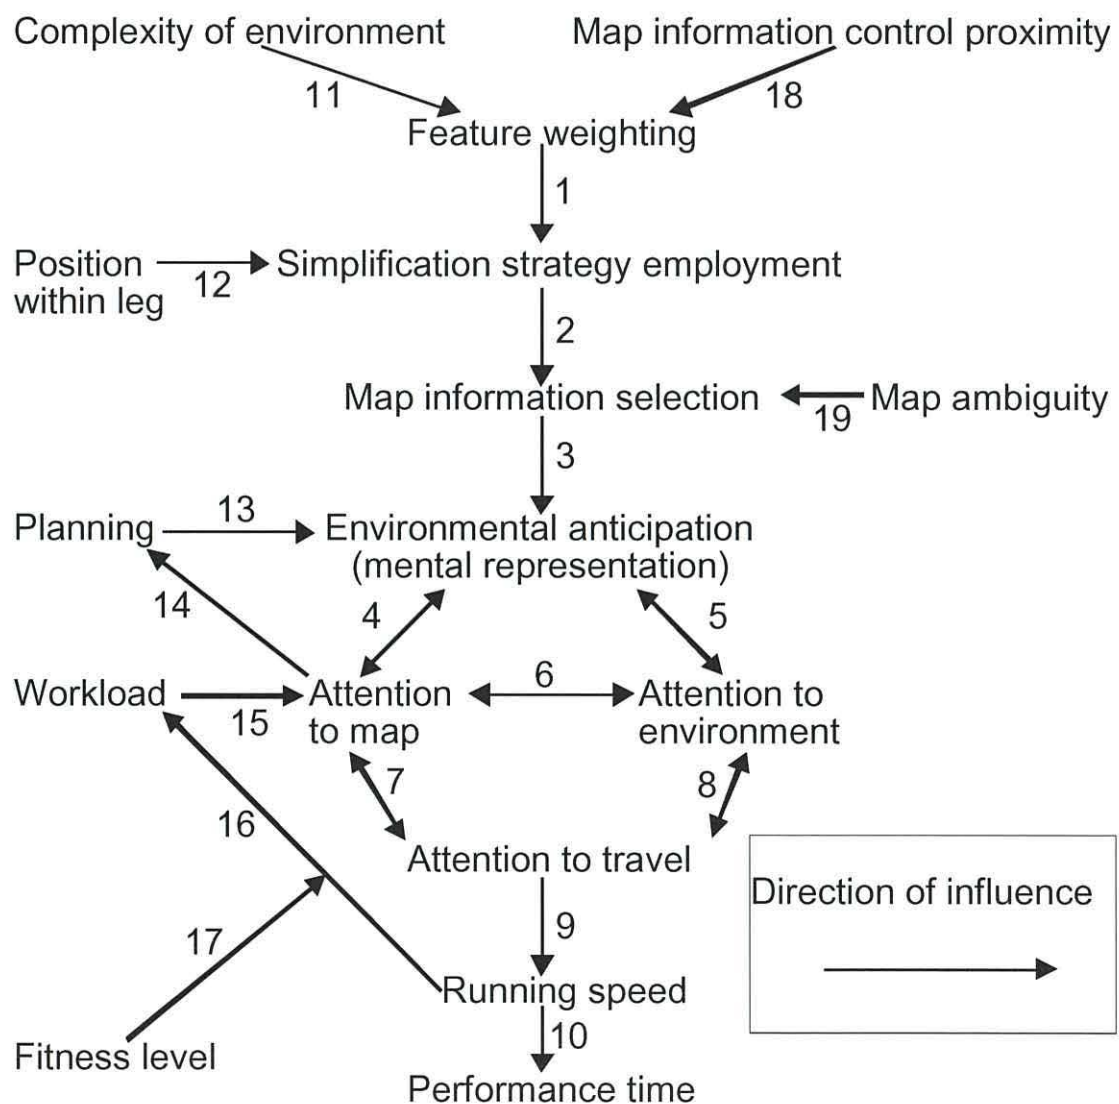 Complexity of environment
Map information control proximity
11
18
Feature weighting
1
Position
within leg
12
Simplification strategy employment
2
Map information selection
19
Map ambiguity
3
Planning
13
Environmental anticipation
(mental representation)
14
4
5
Workload
15
Attention
to map
6
Attention to
environment
7
8
16
Attention to travel
Direction of influence
17
9
Running speed
10
Fitness level
Performance time